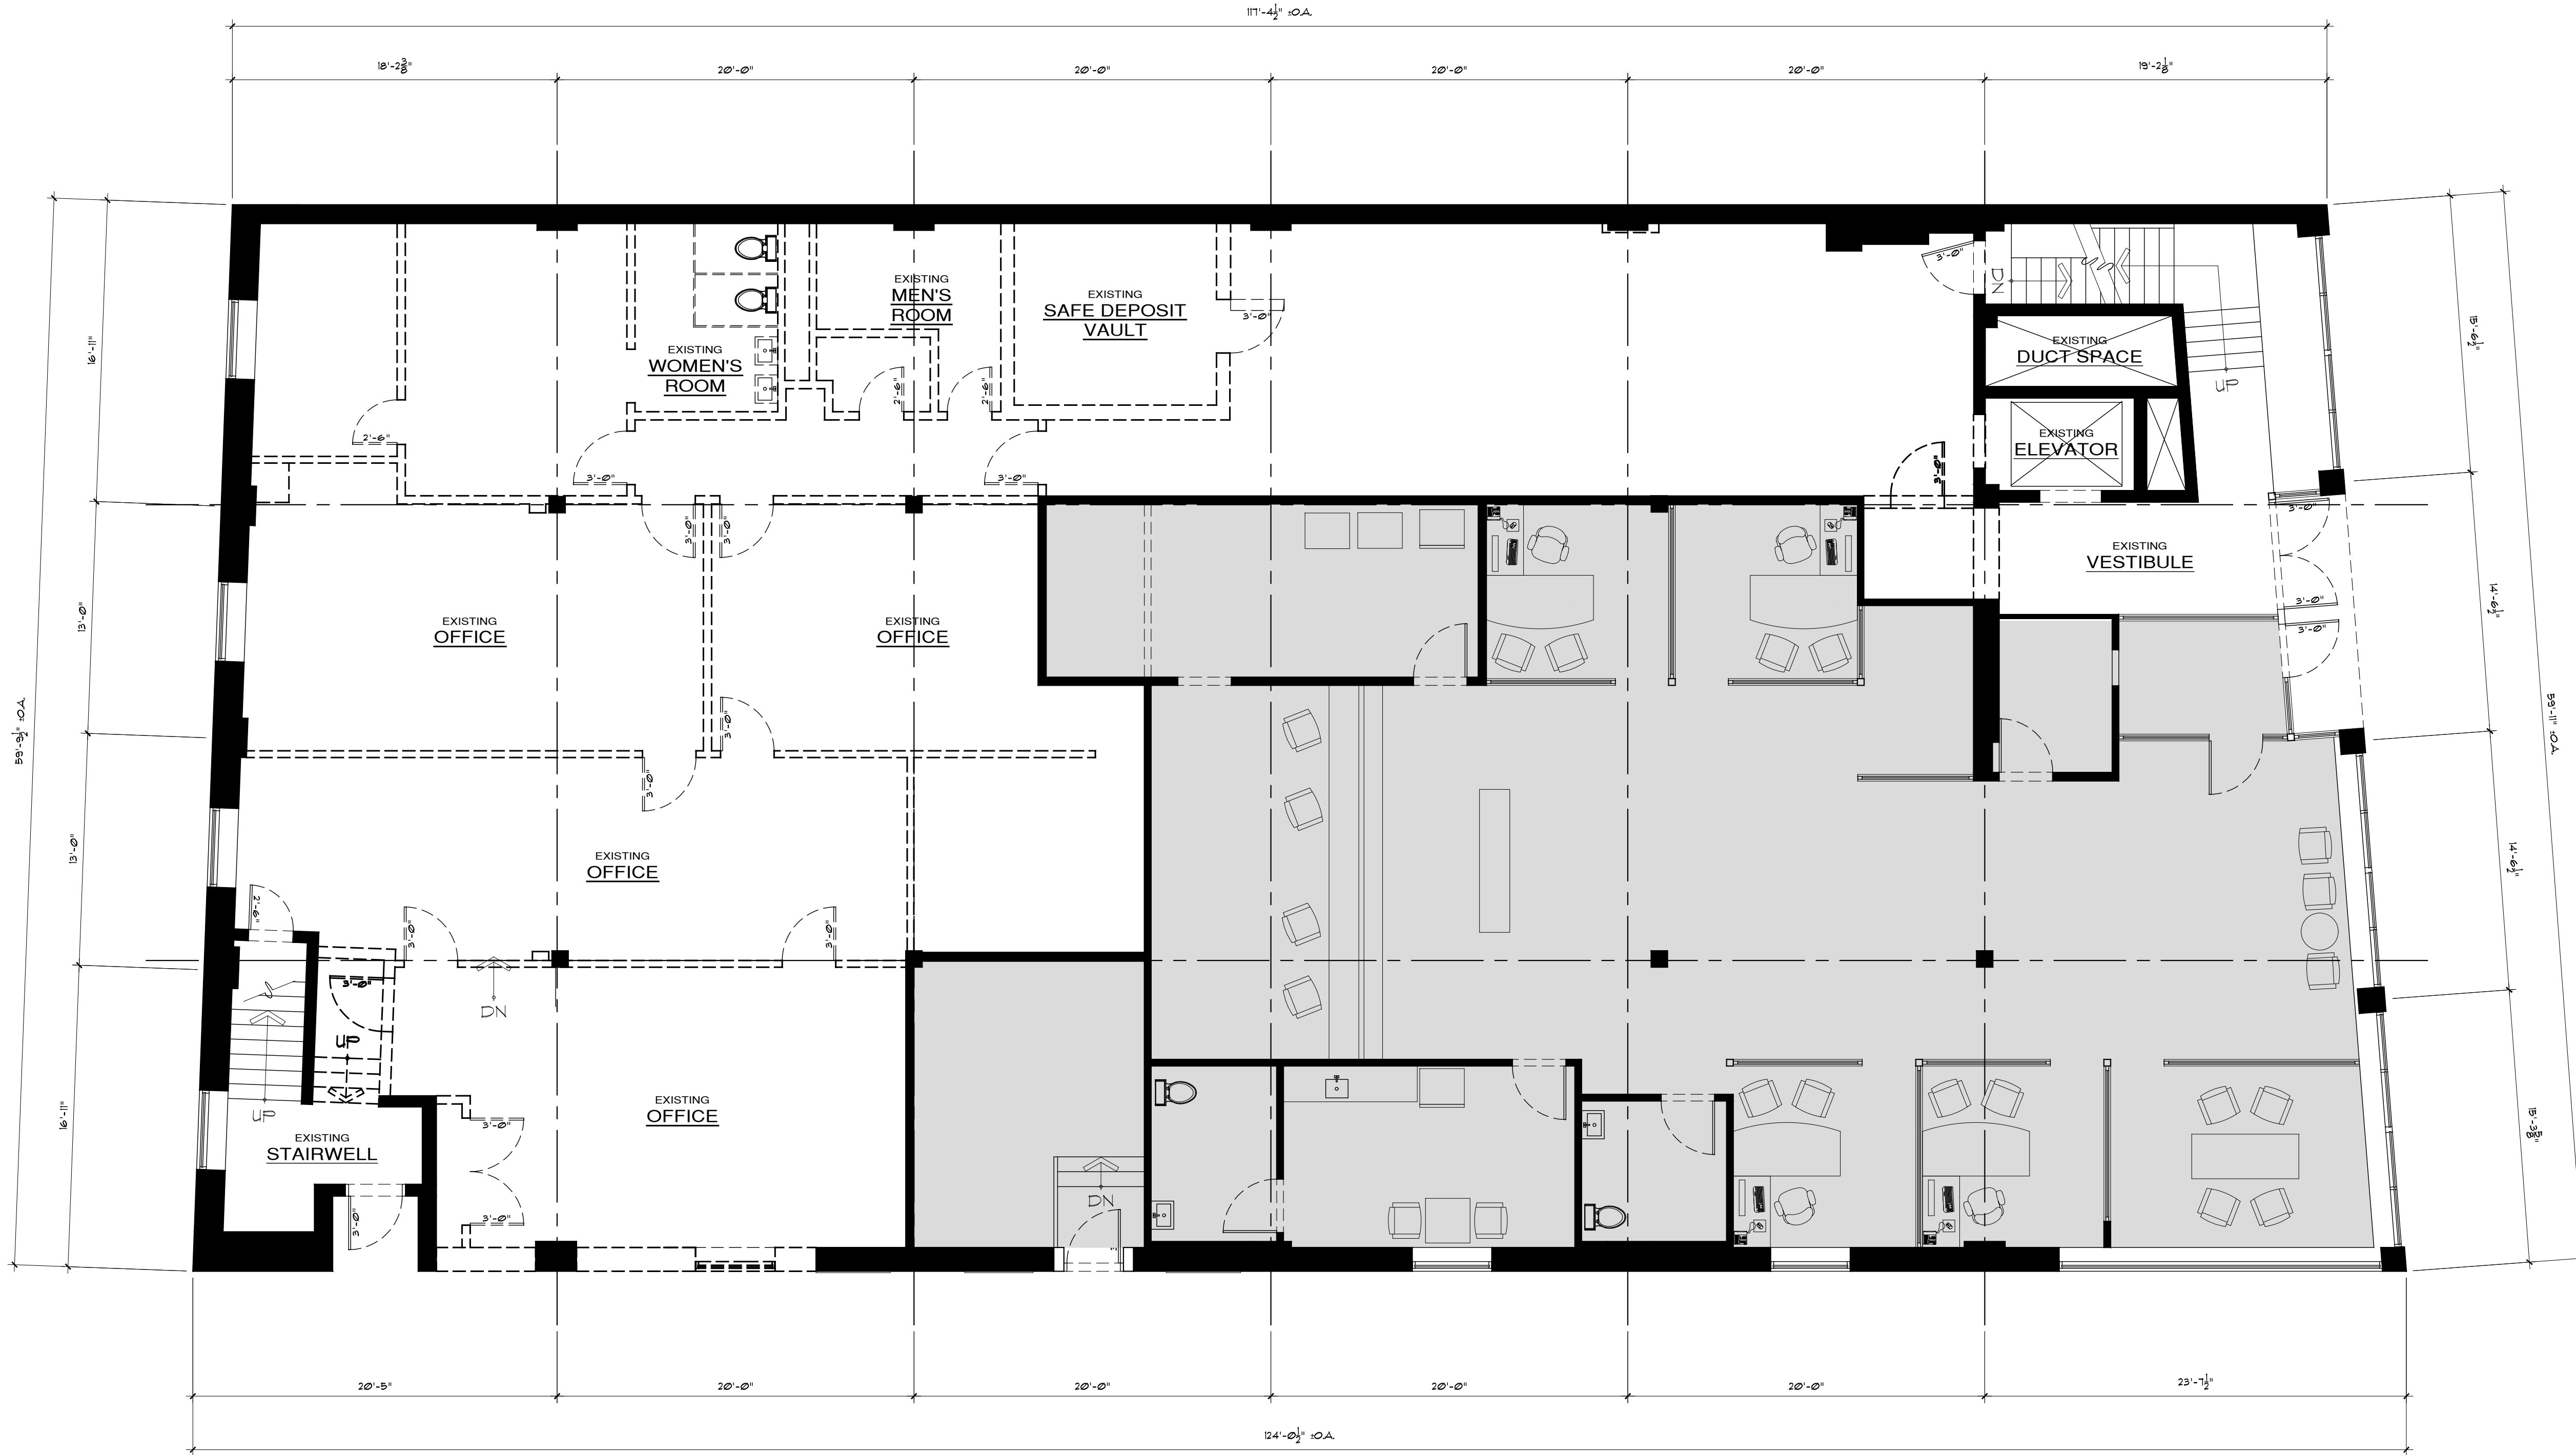 117'-4½" ±O.A.
18'-2⅜"
20'-0"
20'-0"
20'-0"
20'-0"
19'-2⅛"
3'-0"
DN
EXISTING
MEN'S
ROOM
EXISTING
SAFE DEPOSIT
VAULT
3'-0"
15'-6½"
16'-11"
EXISTING
WOMEN'S
ROOM
EXISTING
DUCT SPACE
UP
2'-6"
2'-6"
2'-6"
EXISTING
ELEVATOR
3'-0"
3'-0"
3'-0"
3'-0"
3'-0"
3'-0"
EXISTING
VESTIBULE
13'-0"
EXISTING
OFFICE
EXISTING
OFFICE
3'-0"
3'-0"
14'-6½"
59'-9½" ±O.A.
59'-11" ±O.A.
3'-0"
3'-0"
13'-0"
EXISTING
OFFICE
14'-6½"
2'-6"
3'-0"
3'-0"
3'-0"
DN
UP
UP
16'-11"
EXISTING
OFFICE
3'-0"
15'-3⅝"
EXISTING
STAIRWELL
DN
3'-0"
3'-0"
20'-5"
20'-0"
20'-0"
20'-0"
20'-0"
23'-7½"
124'-0½" ±O.A.